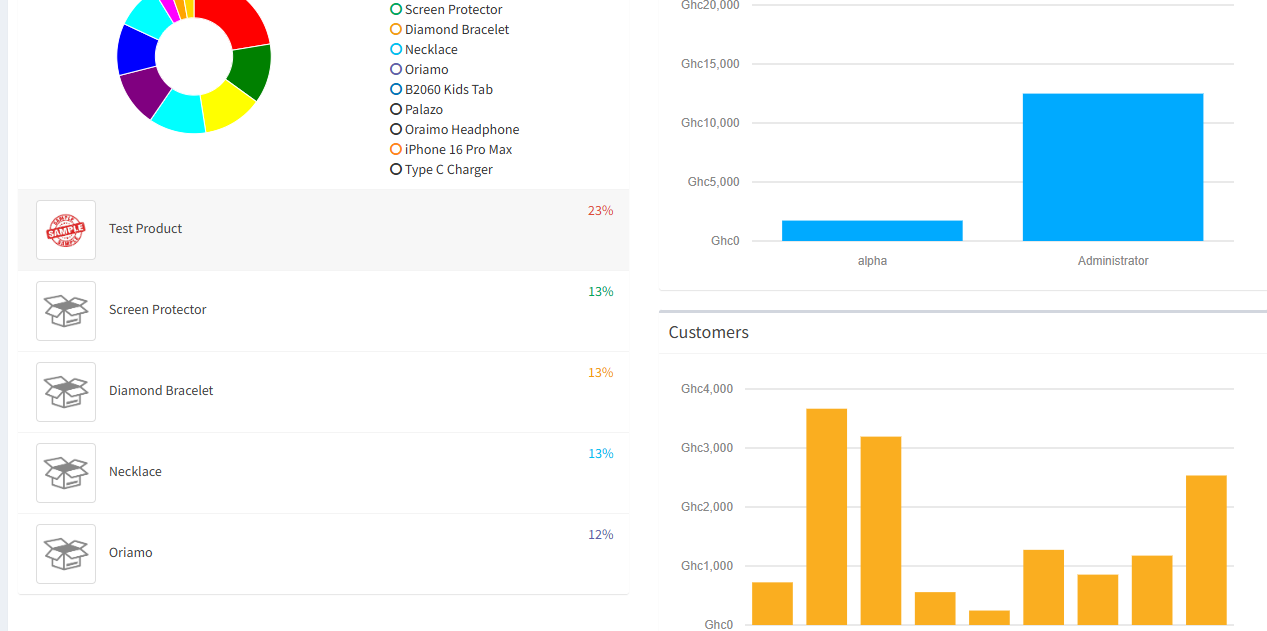 Screen Protector
Diamond Bracelet
Necklace
Oriamo
B2060 Kids Tab
Palazo
Oraimo Headphone
iPhone 16 Pro Max
Type C Charger
23%
SAMPLE
SAMPLE
SAMPLE
Test Product
13%
Screen Protector
13%
Diamond Bracelet
13%
Necklace
12%
Oriamo
Ghc20,000
Ghc15,000
Ghc10,000
Ghc5,000
Ghc0
alpha
Administrator
Customers
Ghc4,000
Ghc3,000
Ghc2,000
Ghc1,000
Ghc0